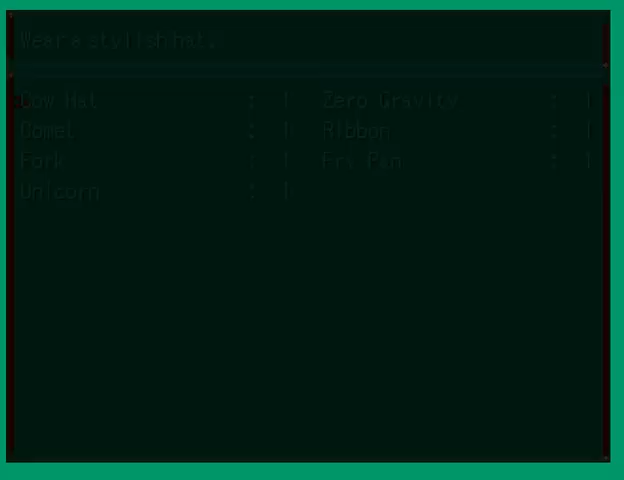 Wear a stylish hat.
Cow Hat : 1 Zero Gravity : 1
Comet : 1 Ribbon : 1
Fork : 1 Fry Pan : 1
Unicorn : 1